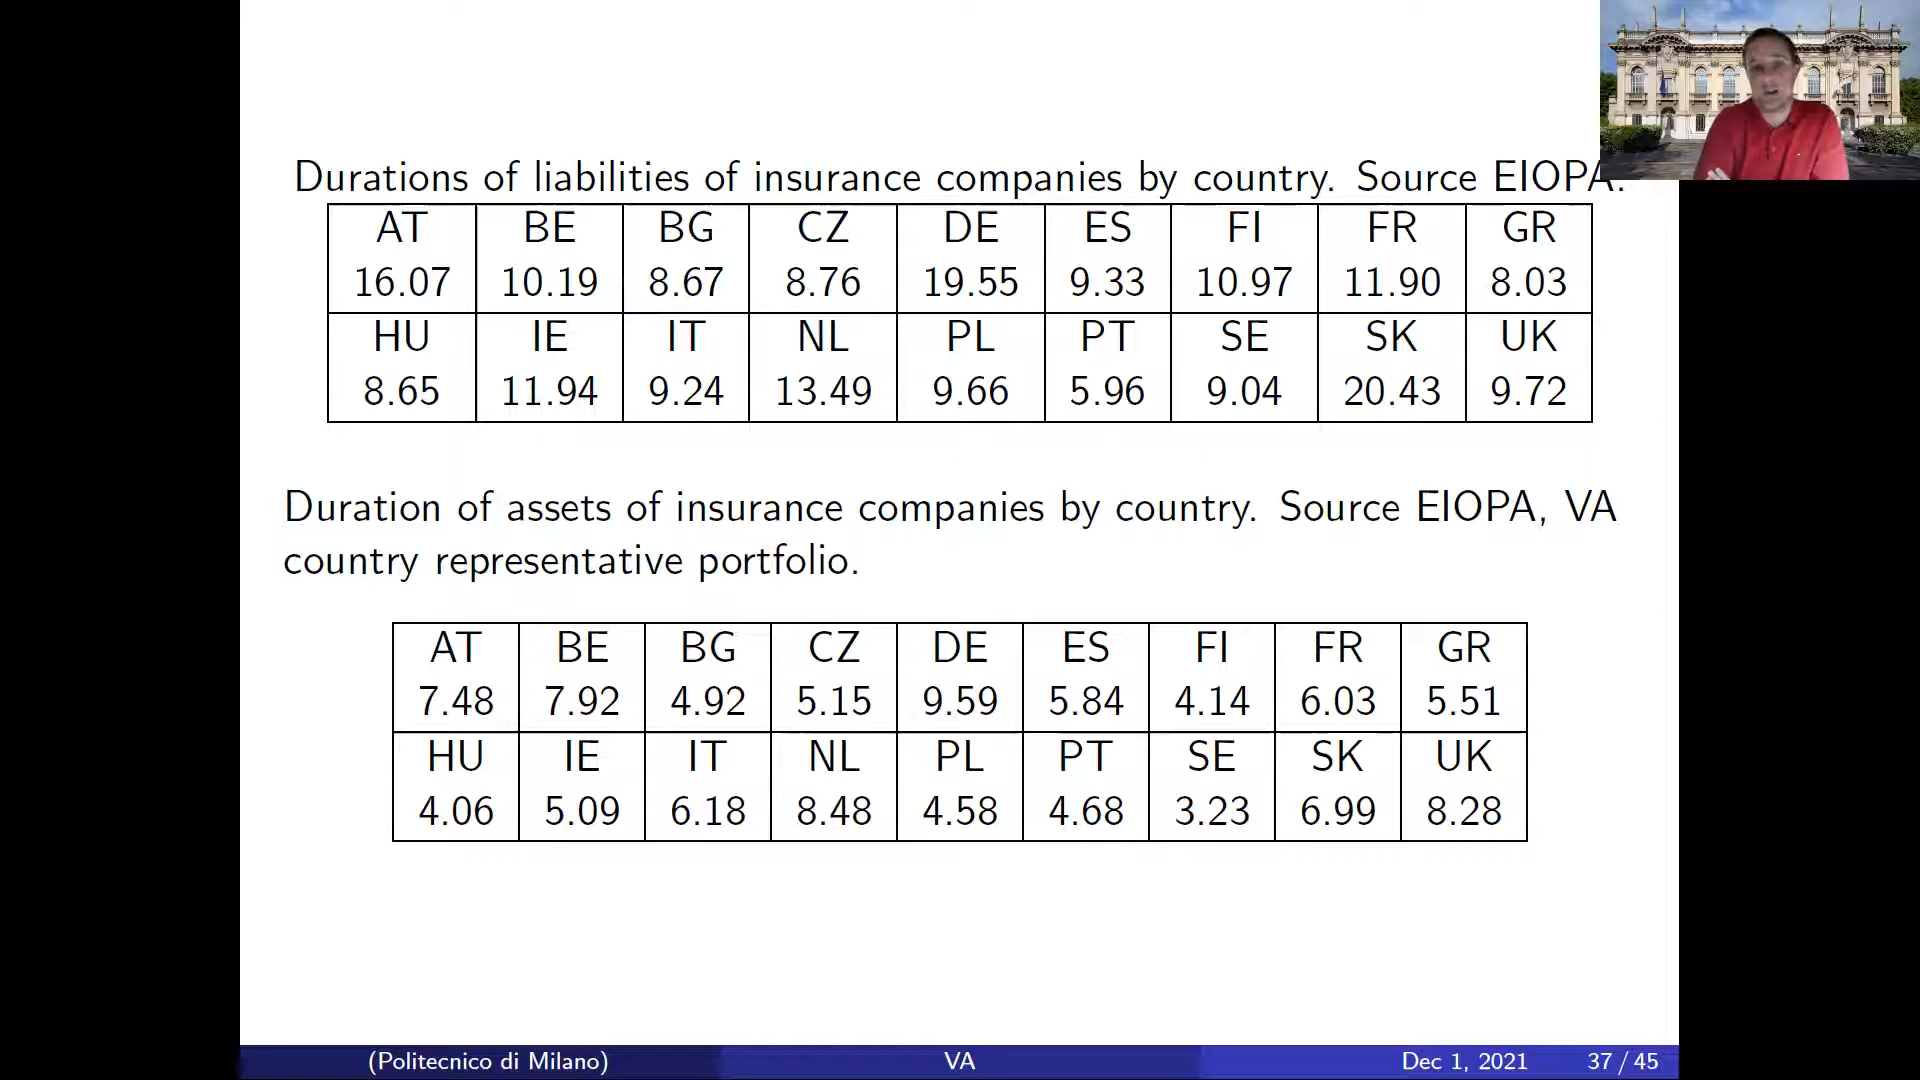 Durations of liabilities of insurance companies by country. Source EIOPA.
AT BE BG CZ DE ES FI FR GR
16.07 10.19 8.67 8.76 19.55 9.33 10.97 11.90 8.03
HU IE IT NL PL PT SE SK UK
8.65 11.94 9.24 13.49 9.66 5.96 9.04 20.43 9.72
Duration of assets of insurance companies by country. Source EIOPA, VA
country representative portfolio.
AT BE BG CZ DE ES FI FR GR
7.48 7.92 4.92 5.15 9.59 5.84 4.14 6.03 5.51
HU IE IT NL PL PT SE SK UK
4.06 5.09 6.18 8.48 4.58 4.68 3.23 6.99 8.28
(Politecnico di Milano) VA Dec 1, 2021 37 / 45